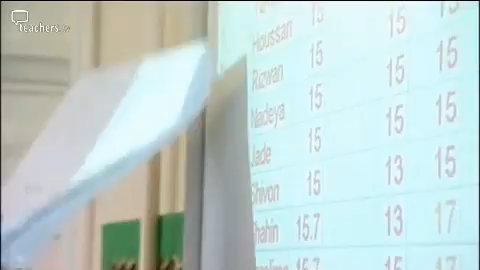 teachers.tv
15 15
Houssan 15 15
Rizwan 15 15 15
Nadeya 15 15 15
Jade 15 13 15
Shivon 15 13 17
Shahin 15.7
15 17